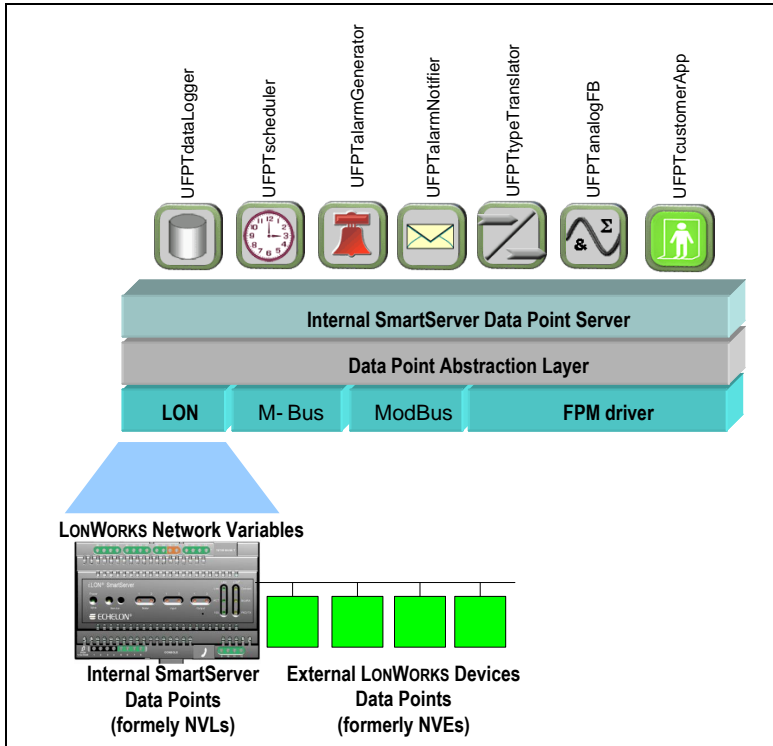 UFPTdataLogger
UFPTscheduler
UFPTalarmGenerator
UFPTalarmNotifier
UFPTtypeTranslator
UFPTanalogFB
UFPTcustomerApp
& Σ
Internal SmartServer Data Point Server
Data Point Abstraction Layer
LON
M- Bus
ModBus
FPM driver
LONWORKS Network Variables
i.LON® SmartServer
ECHELON®
Internal SmartServer
Data Points
(formely NVLs)
External LONWORKS Devices
Data Points
(formerly NVEs)